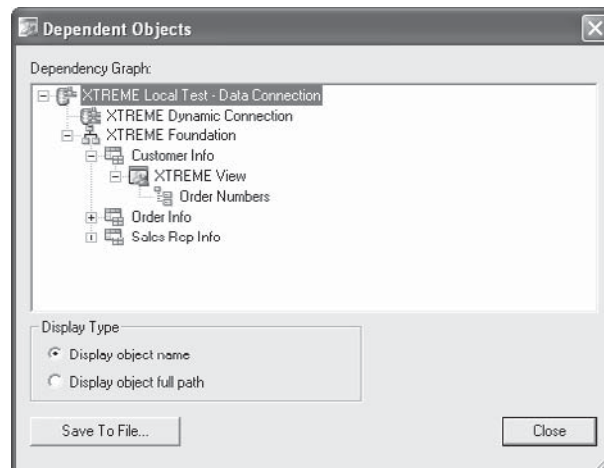 Dependent Objects
Dependency Graph:
XTREME Local Test - Data Connection
XTREME Dynamic Connection
XTREME Foundation
Customer Info
XTREME View
Order Numbers
Order Info
Sales Rep Info
Display Type
Display object name
Display object full path
Save To File...
Close